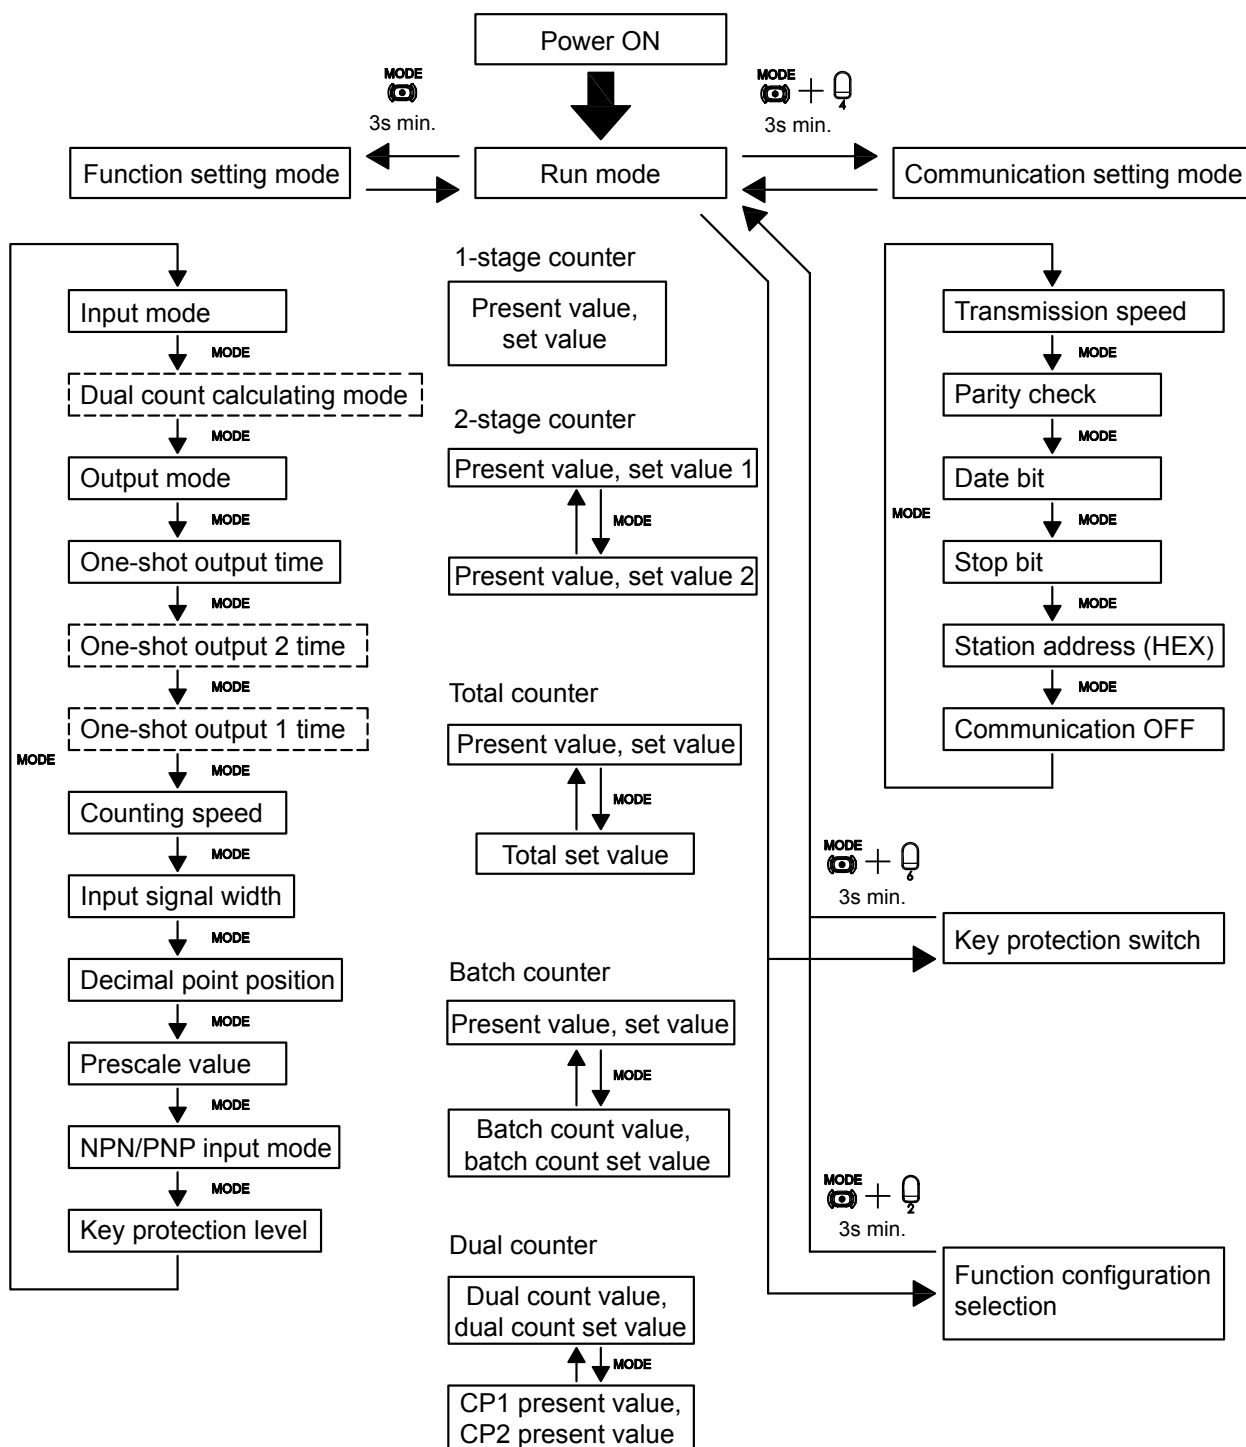 Power ON
MODE
3s min.
MODE
4
3s min.
Function setting mode
Run mode
Communication setting mode
Input mode
MODE
Dual count calculating mode
MODE
Output mode
MODE
One-shot output time
MODE
One-shot output 2 time
MODE
One-shot output 1 time
MODE
MODE
Counting speed
MODE
Input signal width
MODE
Decimal point position
MODE
Prescale value
MODE
NPN/PNP input mode
MODE
Key protection level
1-stage counter
Present value,
set value
2-stage counter
Present value, set value 1
MODE
Present value, set value 2
Total counter
Present value, set value
MODE
Total set value
Batch counter
Present value, set value
MODE
Batch count value,
batch count set value
Dual counter
Dual count value,
dual count set value
MODE
CP1 present value,
CP2 present value
Transmission speed
MODE
Parity check
MODE
Date bit
MODE
MODE
Stop bit
MODE
Station address (HEX)
MODE
Communication OFF
MODE
6
3s min.
Key protection switch
MODE
2
3s min.
Function configuration
selection